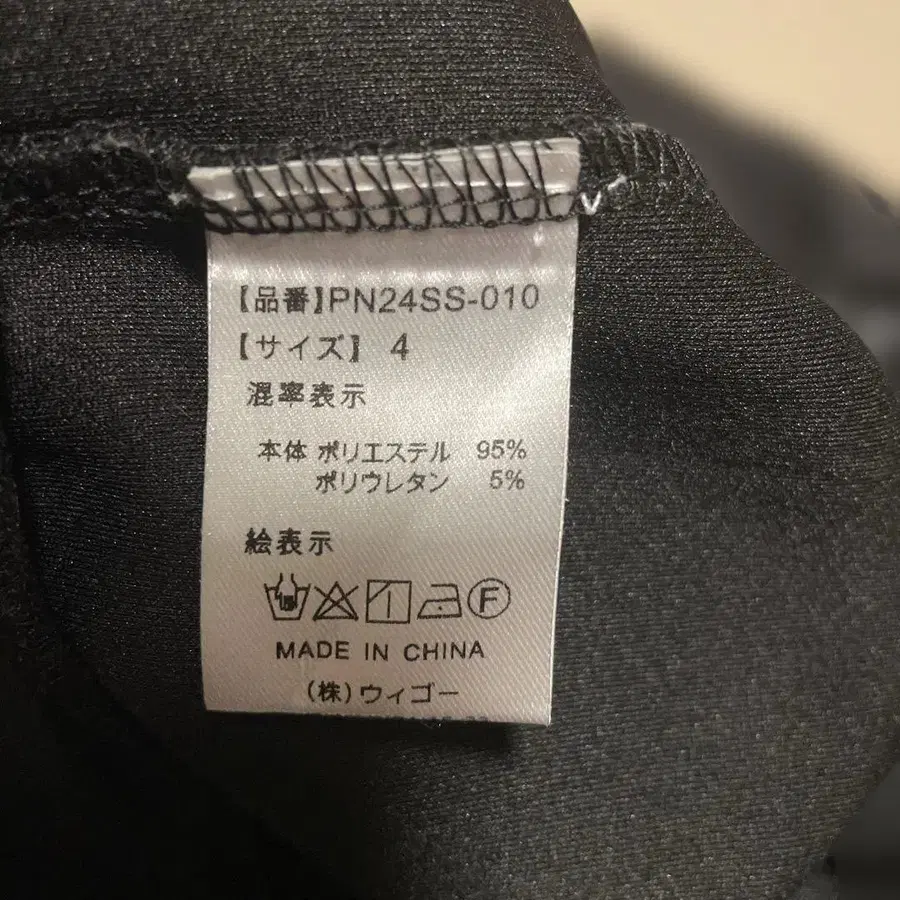 【品番】PN24SS-010
【サイズ】 4
混率表示
本体 ポリエステル 95%
ポリウレタン 5%
絵表示
F
MADE IN CHINA
(株)ウィゴー